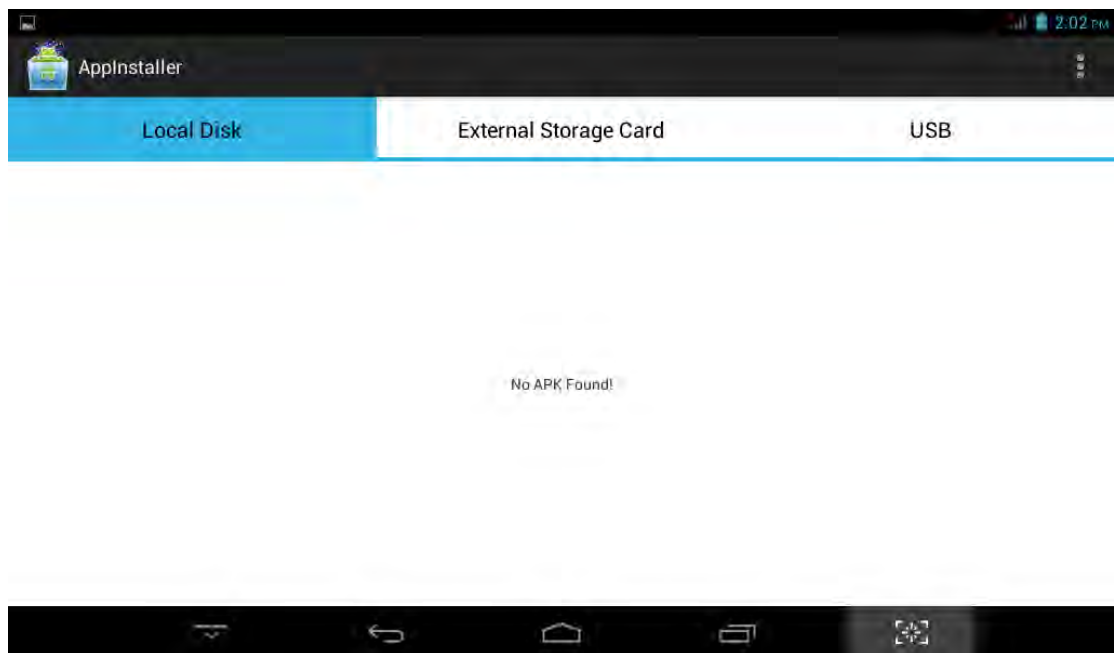 2:02 PM
AppInstaller
Local Disk
External Storage Card
USB
No APK Found!